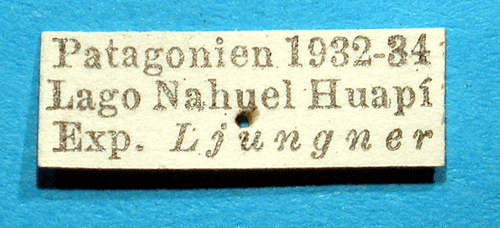 Patagonien 1932-34
Lago Nahuel Huapí
Exp. Ljungner